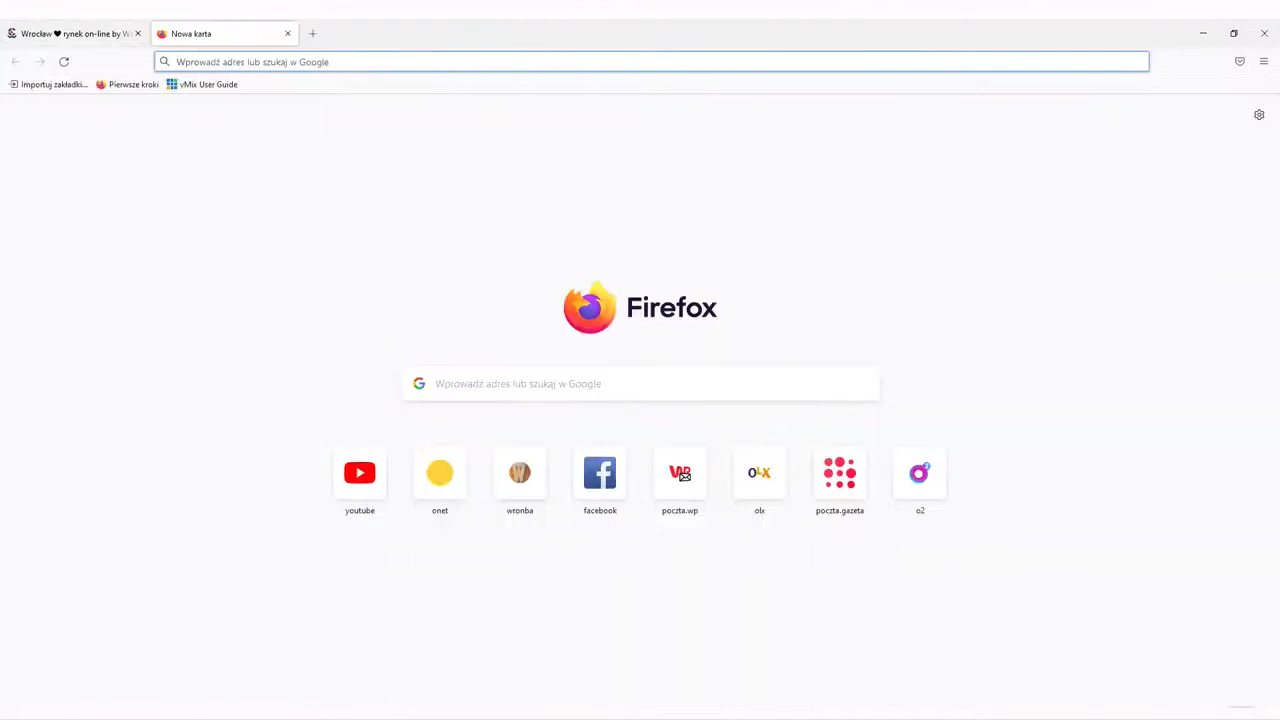 Wrocław ♥ rynek on-line by W
Nowa karta
Wprowadź adres lub szukaj w Google
Importuj zakładki...
Pierwsze kroki
vMix User Guide
Firefox
Wprowadź adres lub szukaj w Google
OLX
youtube
onet
wronba
facebook
poczta.wp
olx
poczta.gazeta
o2